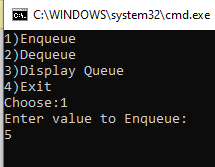 C:\WINDOWS\system32\cmd.exe
1)Enqueue
2)Dequeue
3)Display Queue
4)Exit
Choose:1
Enter value to Enqueue:
5